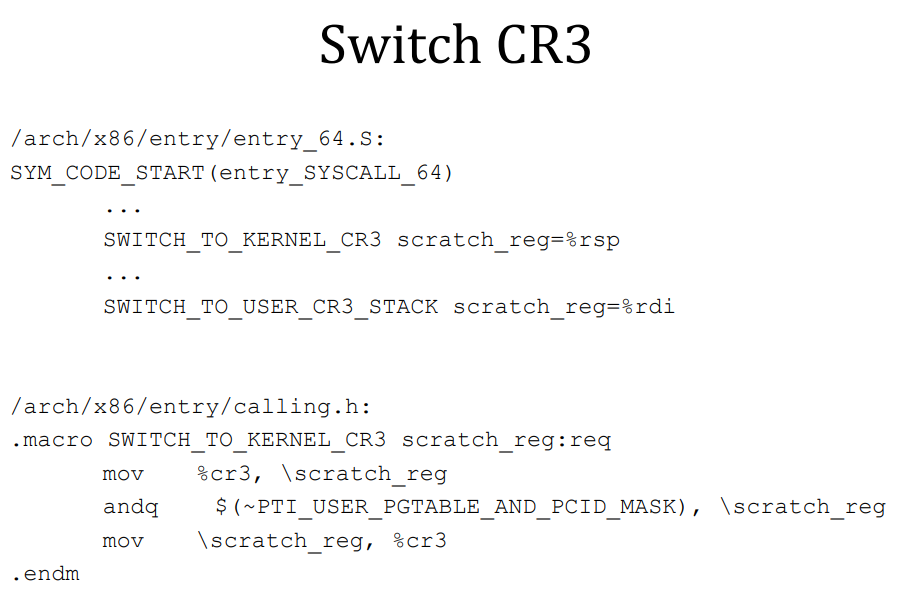 Switch CR3
/arch/x86/entry/entry_64.S:
SYM_CODE_START(entry_SYSCALL_64)
...
SWITCH_TO_KERNEL_CR3 scratch_reg=%rsp
...
SWITCH_TO_USER_CR3_STACK scratch_reg=%rdi
/arch/x86/entry/calling.h:
.macro SWITCH_TO_KERNEL_CR3 scratch_reg:req
mov %cr3, \scratch_reg
andq $(~PTI_USER_PGTABLE_AND_PCID_MASK), \scratch_reg
mov \scratch_reg, %cr3
.endm